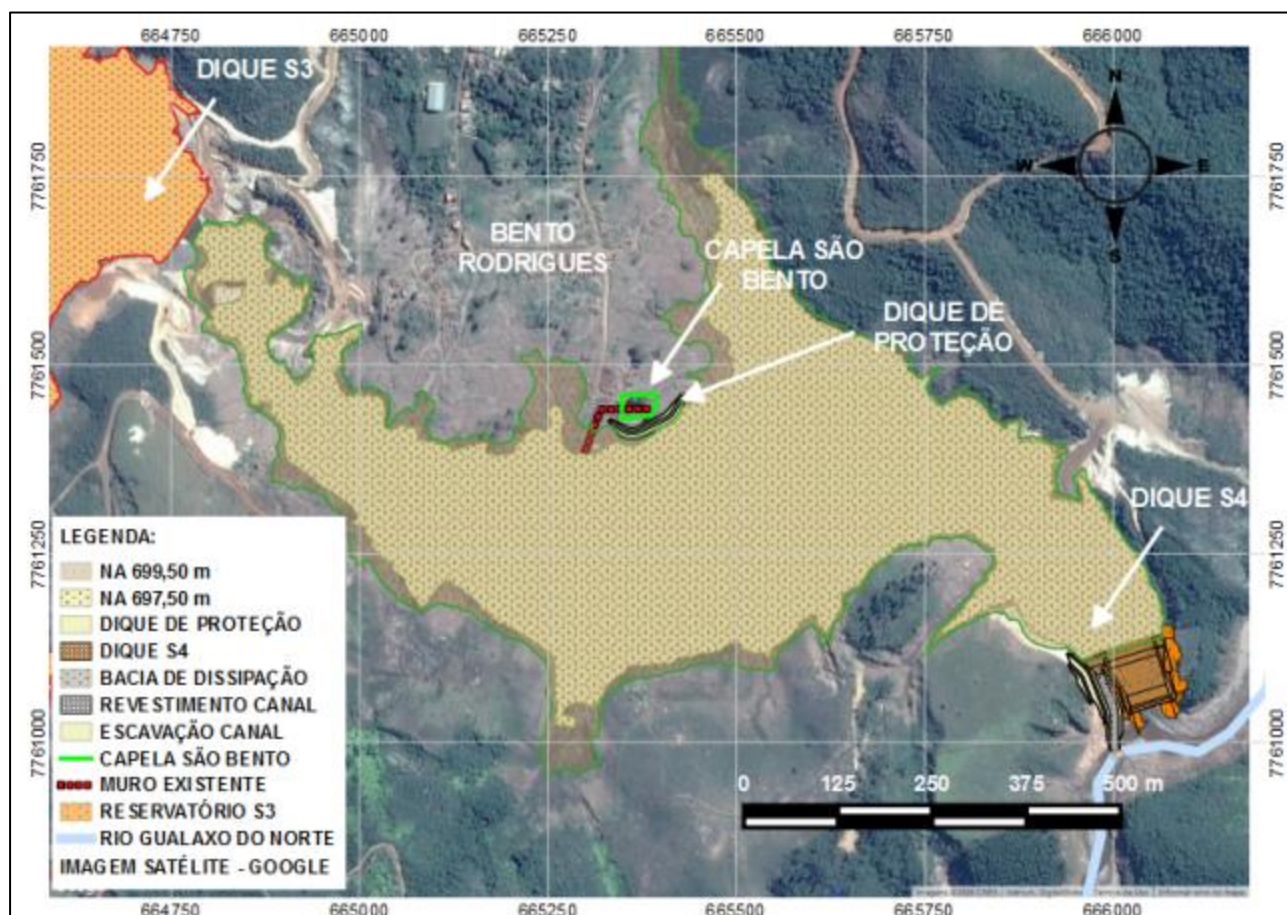 664750 665000 665250 665500 665750 666000
DIQUE S3
N
W
E
S
7761750
7761750
BENTO
RODRIGUES
CAPELA SÃO
BENTO
DIQUE DE
PROTEÇÃO
7761500
7761500
DIQUE S4
7761250
7761250
LEGENDA:
NA 699,50 m
NA 697,50 m
DIQUE DE PROTEÇÃO
DIQUE S4
BACIA DE DISSIPAÇÃO
REVESTIMENTO CANAL
ESCAVAÇÃO CANAL
CAPELA SÃO BENTO
MURO EXISTENTE
RESERVATÓRIO S3
RIO GUALAXO DO NORTE
IMAGEM SATÉLITE - GOOGLE
7761000
7761000
0 125 250 375 500 m
664750 665000 665250 665500 665750 666000